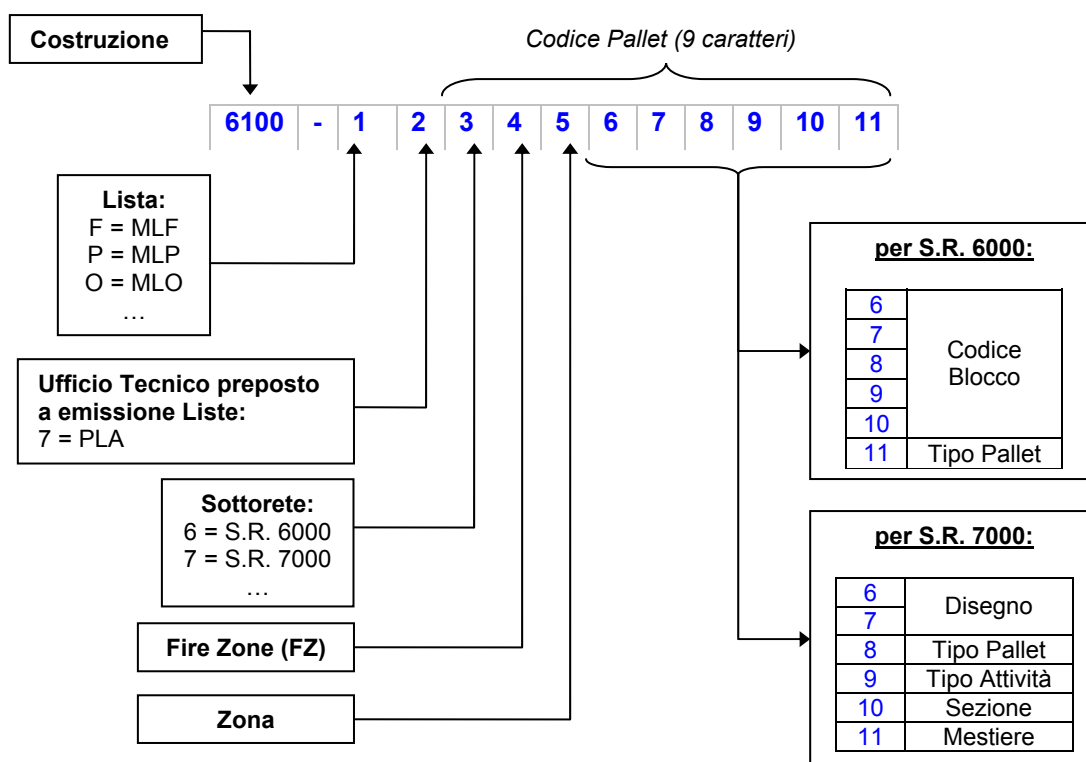 Costruzione
Codice Pallet (9 caratteri)
6100 - 1 2 3 4 5 6 7 8 9 10 11
Lista:
F = MLF
P = MLP
O = MLO
…
Ufficio Tecnico preposto
a emissione Liste:
7 = PLA
Sottorete:
6 = S.R. 6000
7 = S.R. 7000
…
Fire Zone (FZ)
Zona
per S.R. 6000:
6
7
8
9
10
Codice
Blocco
11 Tipo Pallet
per S.R. 7000:
6
7
Disegno
8 Tipo Pallet
9 Tipo Attività
10 Sezione
11 Mestiere